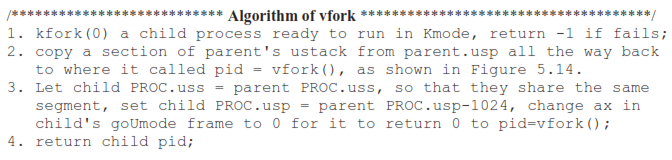 /*************************** Algorithm of vfork *************************************/
1. kfork(0) a child process ready to run in Kmode, return -1 if fails;
2. copy a section of parent's ustack from parent.usp all the way back
to where it called pid = vfork(), as shown in Figure 5.14.
3. Let child PROC.uss = parent PROC.uss, so that they share the same
segment, set child PROC.usp = parent PROC.usp-1024, change ax in
child's goUmode frame to 0 for it to return 0 to pid=vfork();
4. return child pid;